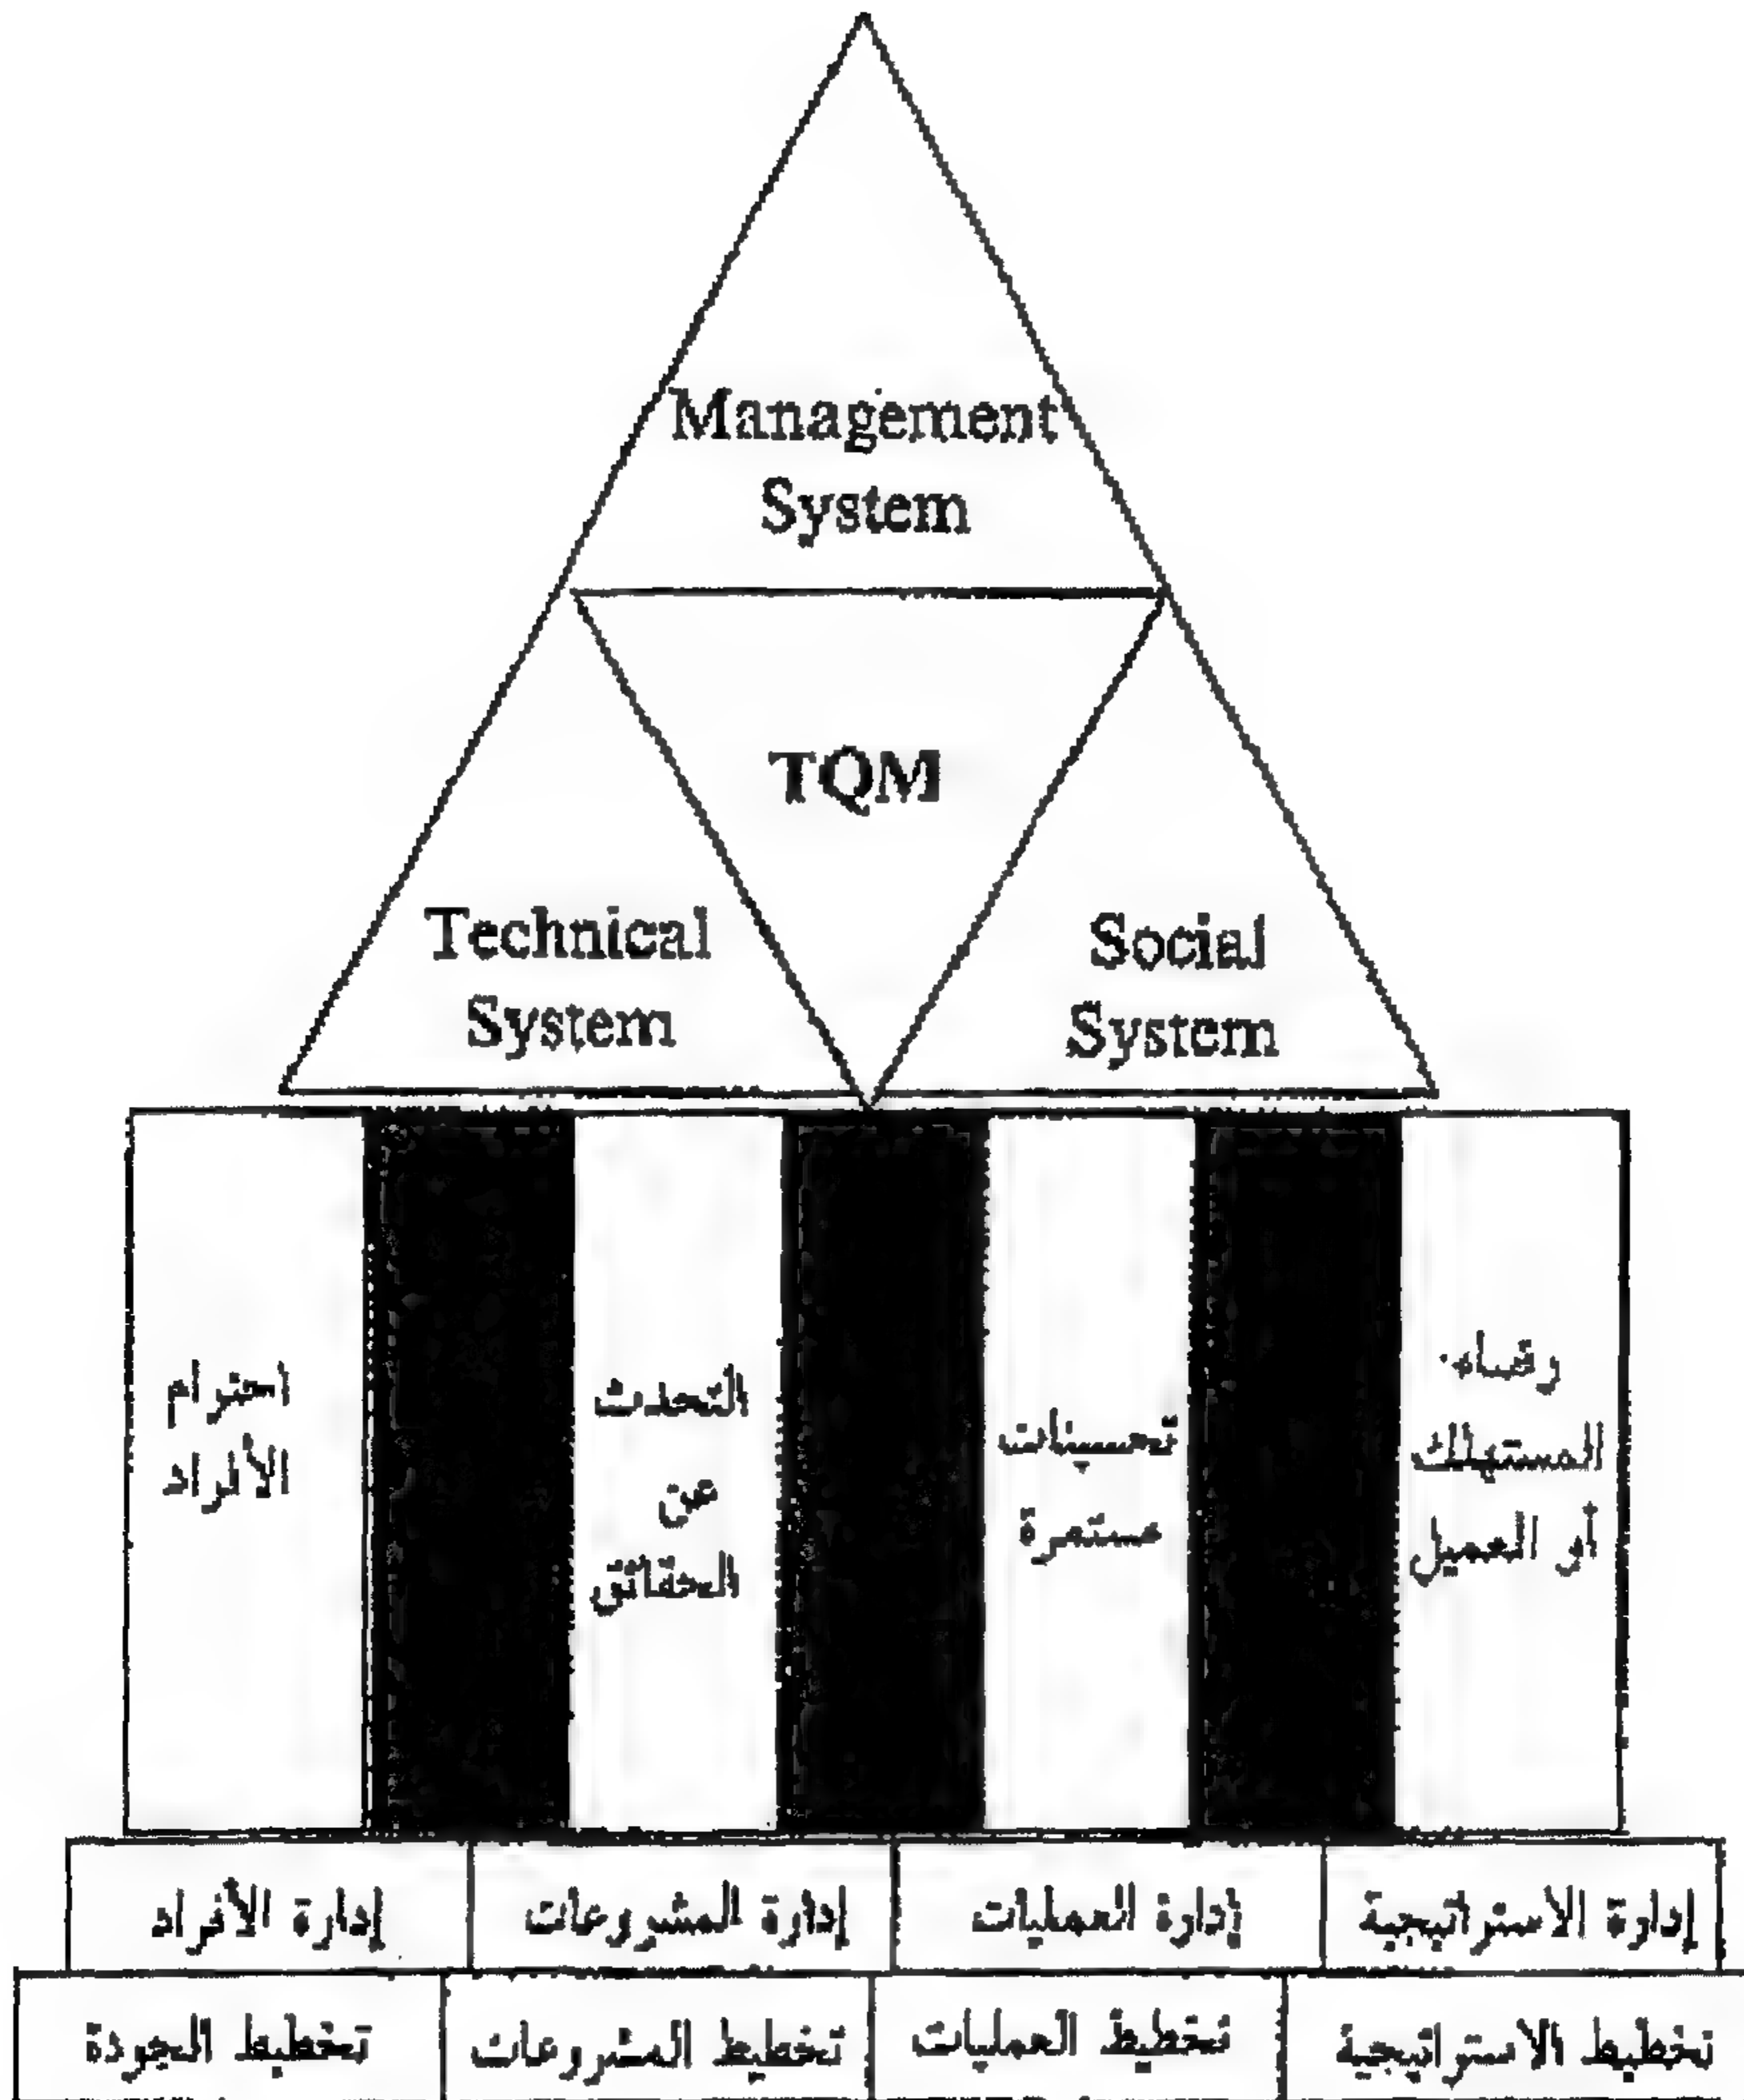 Management
System
TQM
Technical
System
Social
System
رضاء
المستهلك
أو العميل
تحسينات
مستمرة
التحدث
عن
الحقائق
احترام
الأفراد
إدارة الاستراتيجية
إدارة العمليات
إدارة المشروعات
إدارة الأفراد
تخطيط الاستراتيجية
تخطيط العمليات
تخطيط المشروعات
تخطيط الجودة